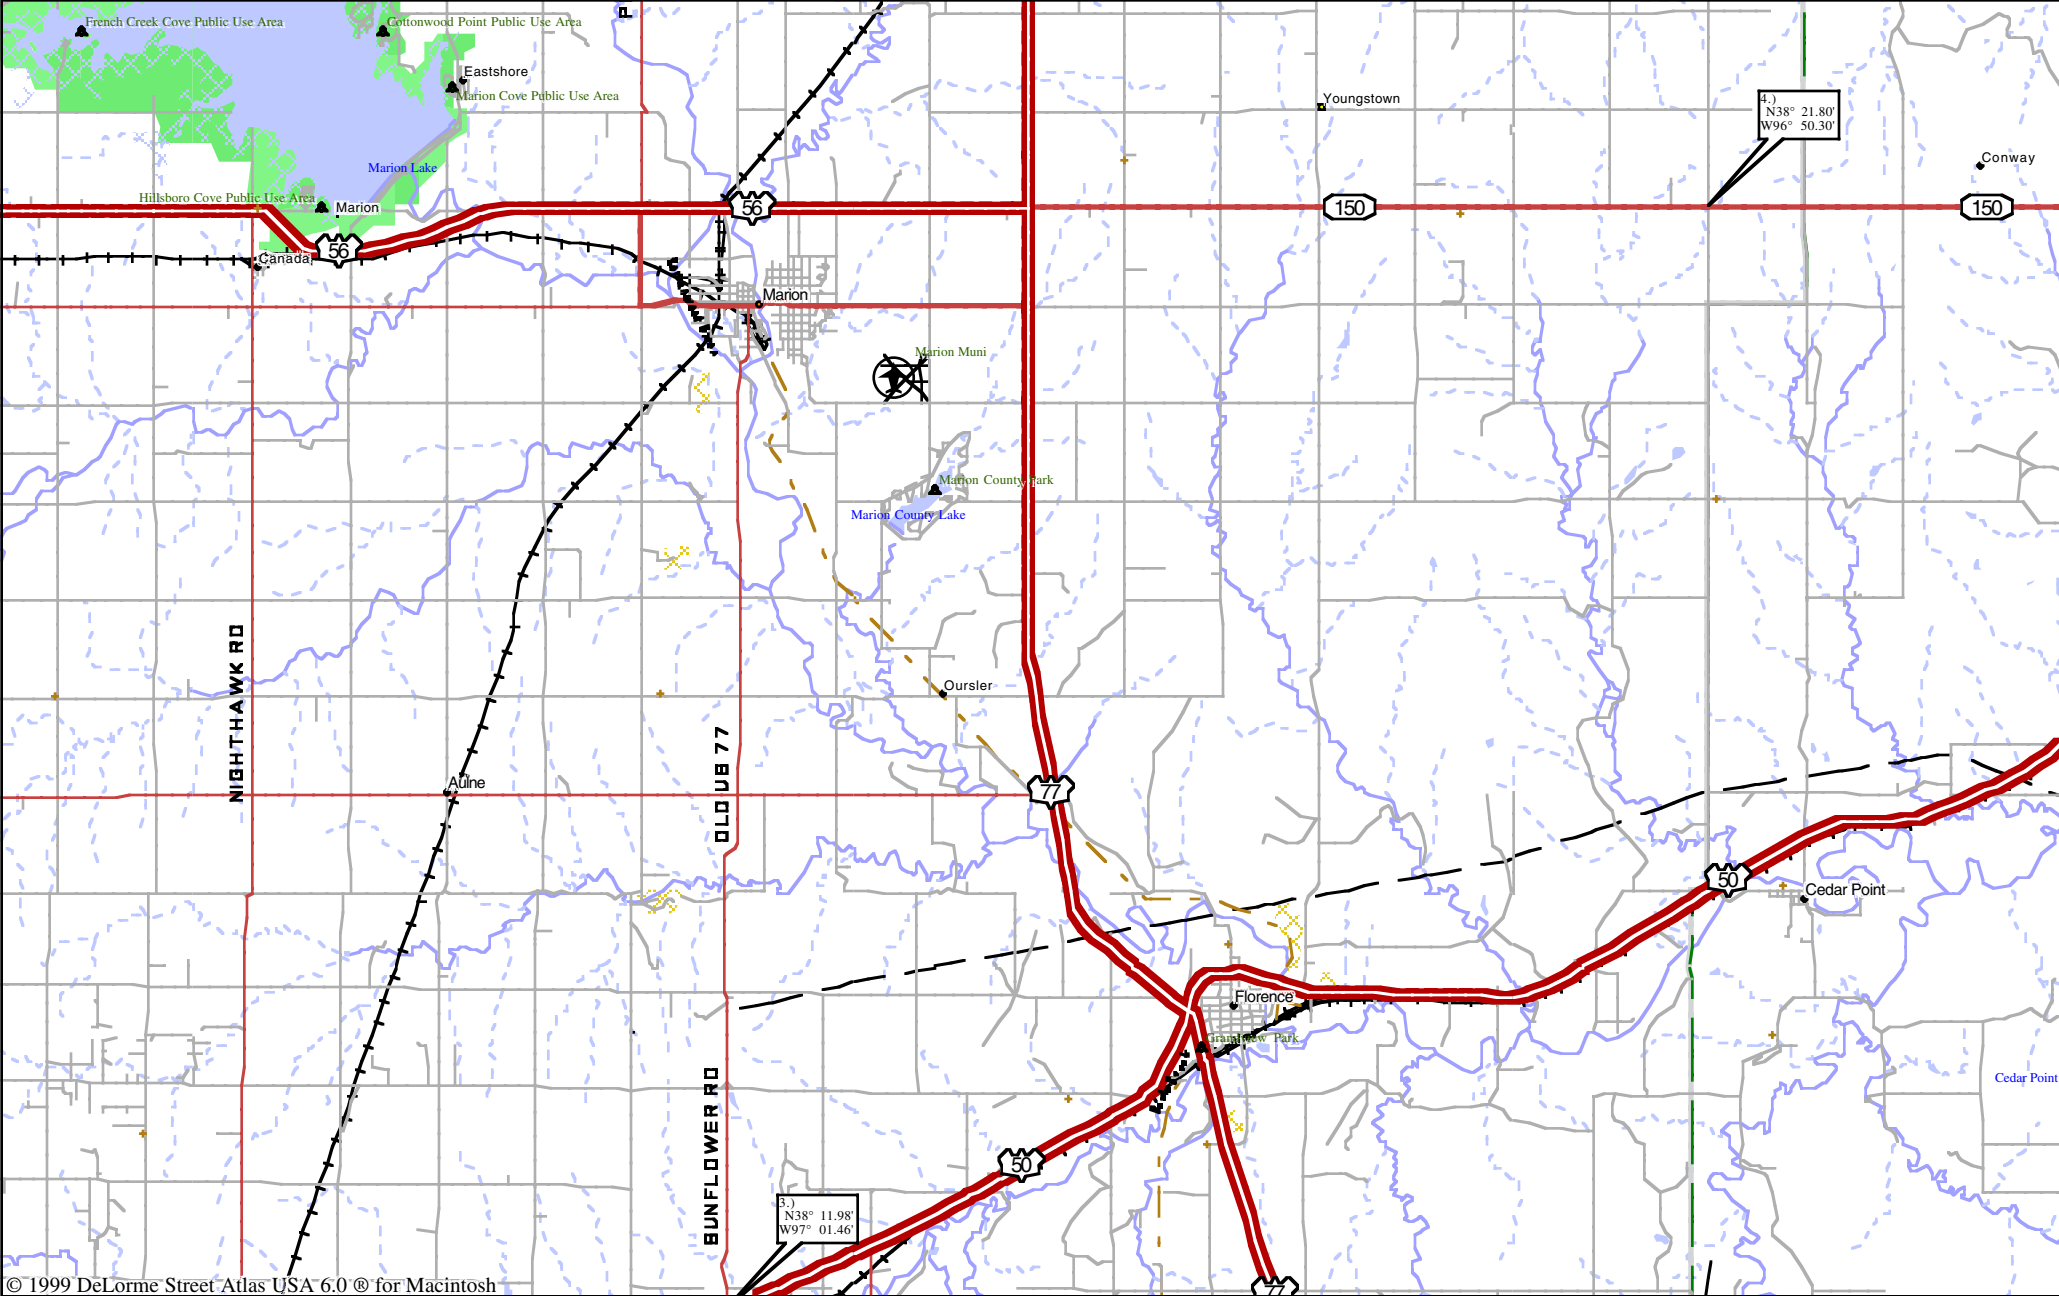 French Creek Cove Public Use Area
Cottonwood Point Public Use Area
Eastshore
Marion Cove Public Use Area
Youngstown
4.)
N38° 21.80'
W96° 50.30'
Conway
Marion Lake
Hillsboro Cove Public Use Area
Marion
56
150
150
56
Canada
Marion
Marion Muni
Marion County Park
Marion County Lake
NIGHTHAWK RD
Oursler
OLD US 77
Aulne
77
50
Cedar Point
Florence
Grandview Park
Cedar Point
SUNFLOWER RD
50
3.)
N38° 11.98'
W97° 01.46'
77
© 1999 DeLorme Street Atlas USA 6.0 ® for Macintosh